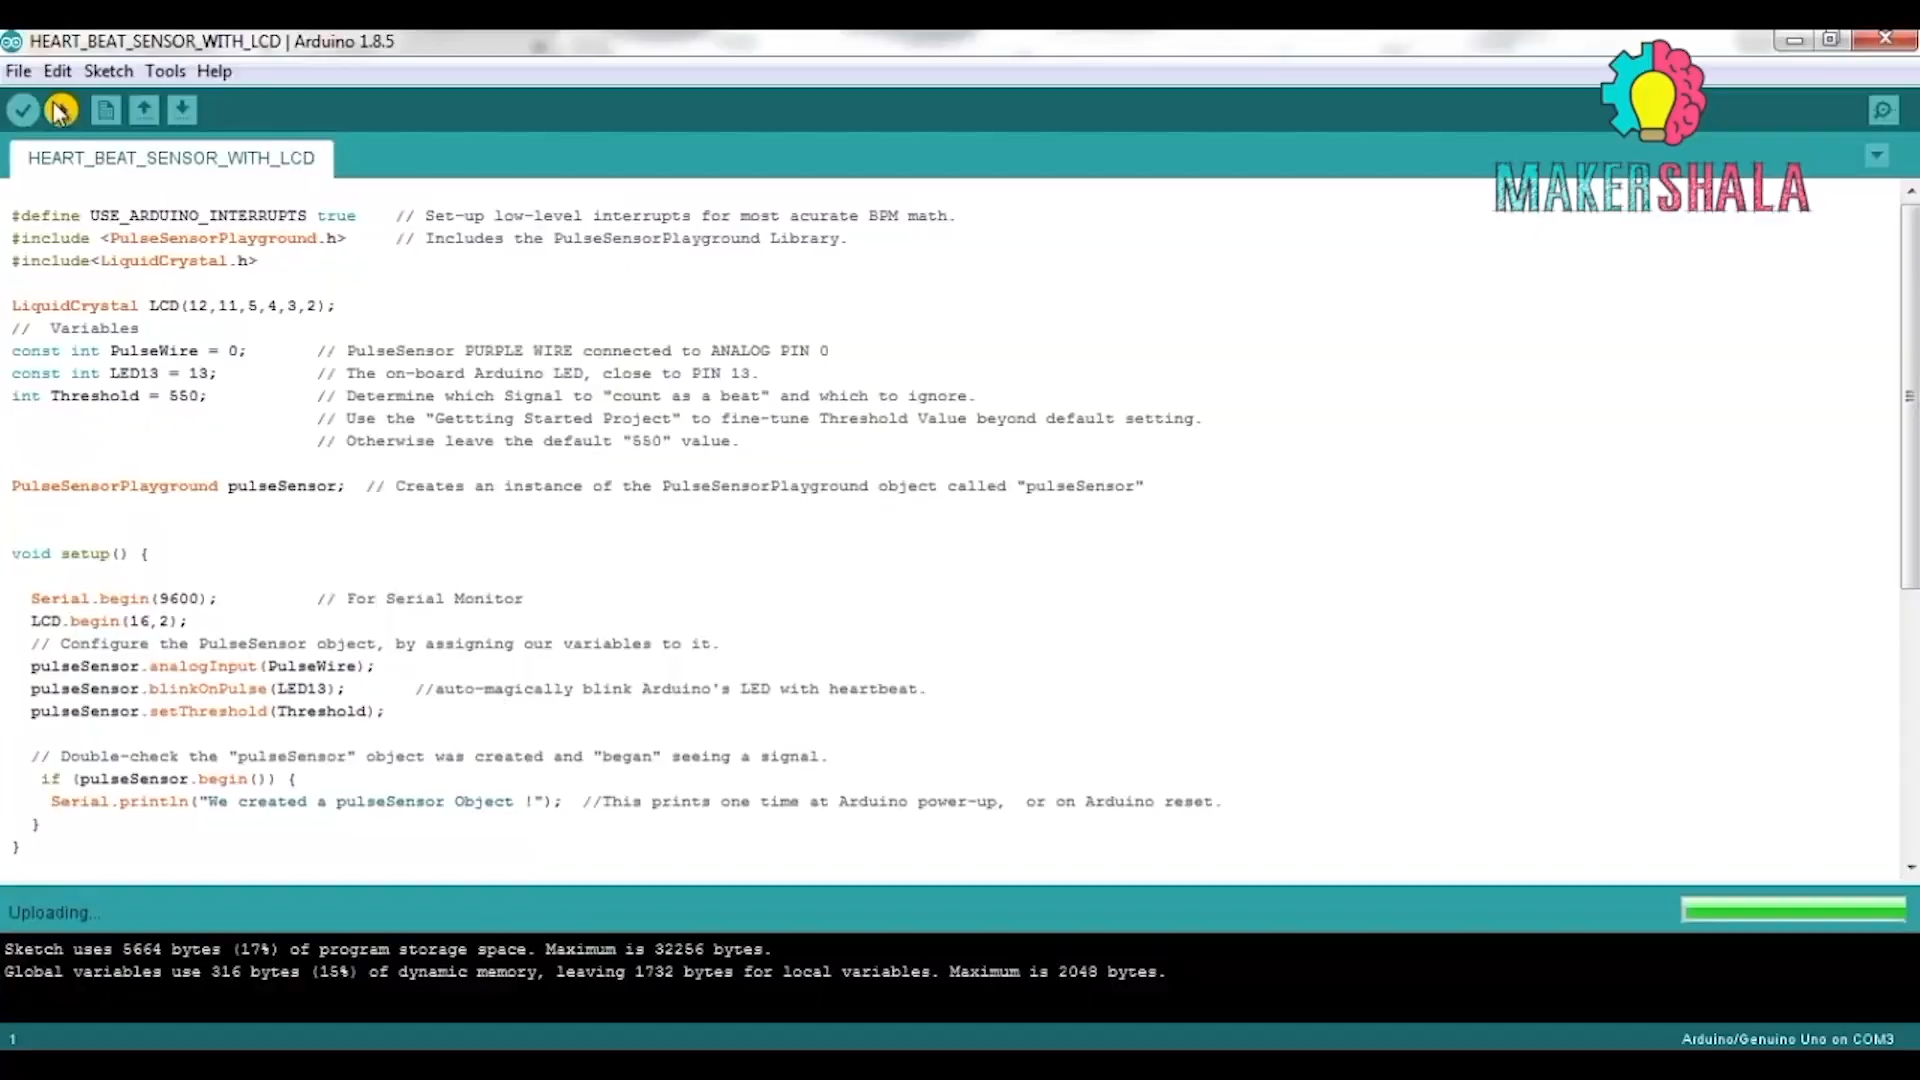 HEART_BEAT_SENSOR_WITH_LCD | Arduino 1.8.5
File Edit Sketch Tools Help
MAKERSHALA
HEART_BEAT_SENSOR_WITH_LCD
#define USE_ARDUINO_INTERRUPTS true // Set-up low-level interrupts for most acurate BPM math.
#include <PulseSensorPlayground.h> // Includes the PulseSensorPlayground Library.
#include<LiquidCrystal.h>
LiquidCrystal LCD(12,11,5,4,3,2);
// Variables
const int PulseWire = 0; // PulseSensor PURPLE WIRE connected to ANALOG PIN 0
const int LED13 = 13; // The on-board Arduino LED, close to PIN 13.
int Threshold = 550; // Determine which Signal to "count as a beat" and which to ignore.
// Use the "Gettting Started Project" to fine-tune Threshold Value beyond default setting.
// Otherwise leave the default "550" value.
PulseSensorPlayground pulseSensor; // Creates an instance of the PulseSensorPlayground object called "pulseSensor"
void setup() {
Serial.begin(9600); // For Serial Monitor
LCD.begin(16,2);
// Configure the PulseSensor object, by assigning our variables to it.
pulseSensor.analogInput(PulseWire);
pulseSensor.blinkOnPulse(LED13); //auto-magically blink Arduino's LED with heartbeat.
pulseSensor.setThreshold(Threshold);
// Double-check the "pulseSensor" object was created and "began" seeing a signal.
if (pulseSensor.begin()) {
Serial.println("We created a pulseSensor Object !"); //This prints one time at Arduino power-up, or on Arduino reset.
}
}
Uploading...
Sketch uses 5664 bytes (17%) of program storage space. Maximum is 32256 bytes.
Global variables use 316 bytes (15%) of dynamic memory, leaving 1732 bytes for local variables. Maximum is 2048 bytes.
1
Arduino/Genuino Uno on COM3